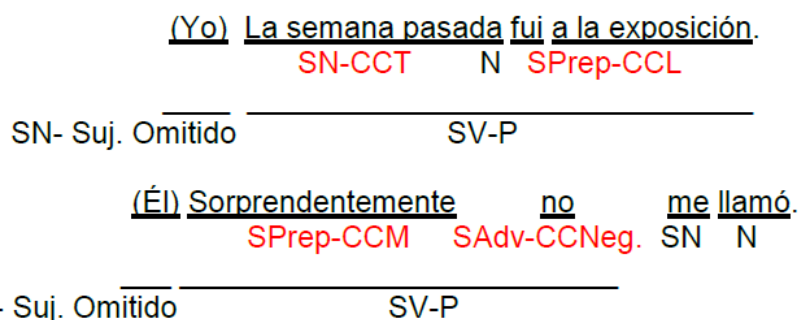 (Yo) La semana pasada fui a la exposición.
SN-CCT N SPrep-CCL
SN- Suj. Omitido SV-P
(Él) Sorprendentemente no me llamó.
SPrep-CCM SAdv-CCNeg. SN N
- Suj. Omitido SV-P